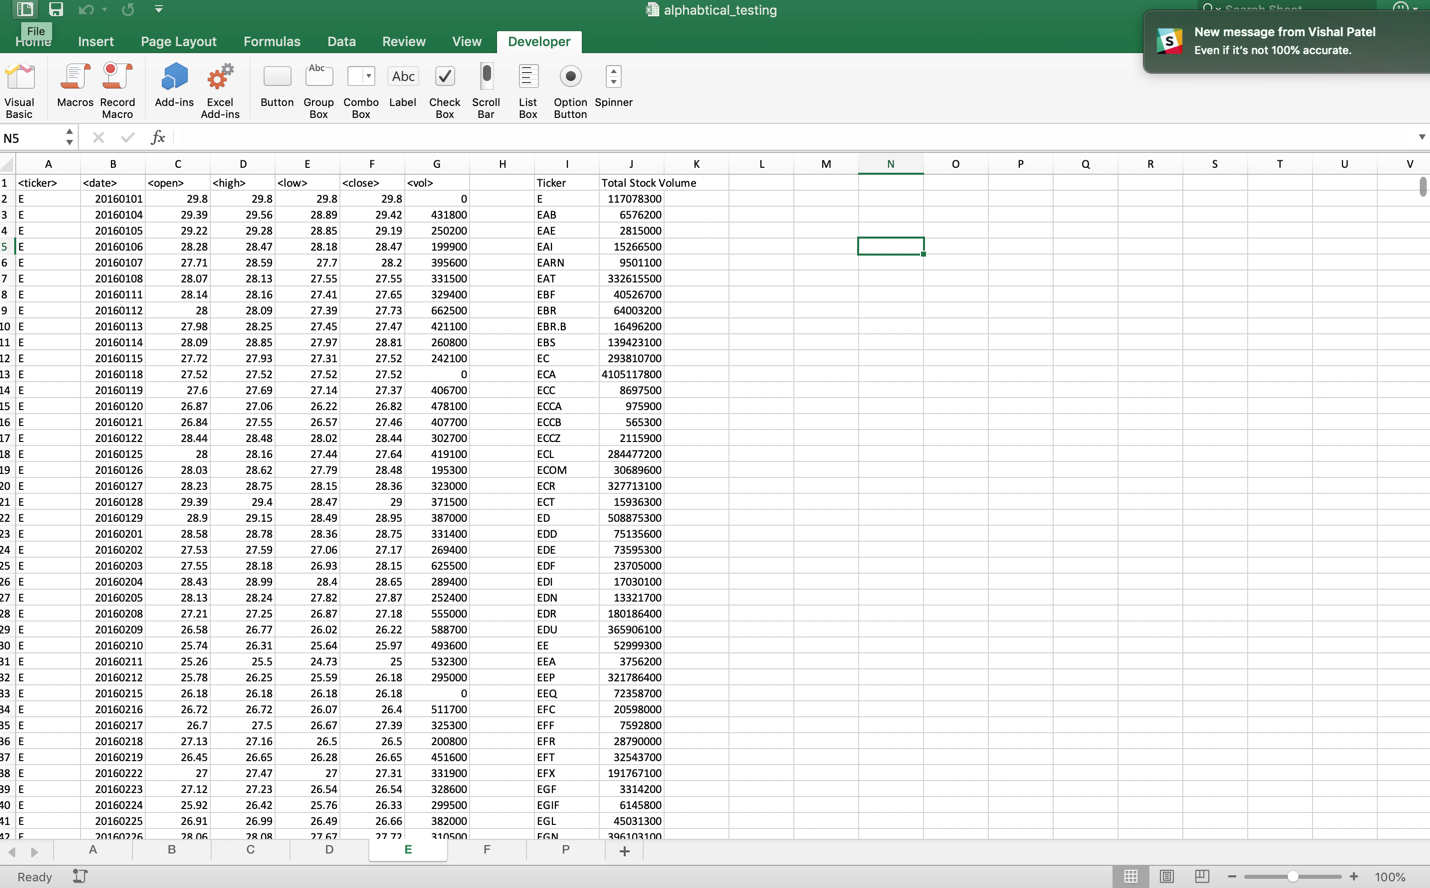 alphabtical_testing
Search Sheet
File
Home Insert Page Layout Formulas Data Review View Developer
New message from Vishal Patel
Even if it's not 100% accurate.
Visual Basic Macros Record Macro Add-ins Excel Add-ins Button Abc Group Box Combo Box Abc Label Check Box Scroll Bar List Box Option Button Spinner
N5 fx
A B C D E F G H I J K L M N O P Q R S T U V
1 <ticker> <date> <open> <high> <low> <close> <vol> Ticker Total Stock Volume
2 E 20160101 29.8 29.8 29.8 29.8 0 E 117078300
3 E 20160104 29.39 29.56 28.89 29.42 431800 EAB 6576200
4 E 20160105 29.22 29.28 28.85 29.19 250200 EAE 2815000
5 E 20160106 28.28 28.47 28.18 28.47 199900 EAI 15266500
6 E 20160107 27.71 28.59 27.7 28.2 395600 EARN 9501100
7 E 20160108 28.07 28.13 27.55 27.55 331500 EAT 332615500
8 E 20160111 28.14 28.16 27.41 27.65 329400 EBF 40526700
9 E 20160112 28 28.09 27.39 27.73 662500 EBR 64003200
10 E 20160113 27.98 28.25 27.45 27.47 421100 EBR.B 16496200
11 E 20160114 28.09 28.85 27.97 28.81 260800 EBS 139423100
12 E 20160115 27.72 27.93 27.31 27.52 242100 EC 293810700
13 E 20160118 27.52 27.52 27.52 27.52 0 ECA 4105117800
14 E 20160119 27.6 27.69 27.14 27.37 406700 ECC 8697500
15 E 20160120 26.87 27.06 26.22 26.82 478100 ECCA 975900
16 E 20160121 26.84 27.55 26.57 27.46 407700 ECCB 565300
17 E 20160122 28.44 28.48 28.02 28.44 302700 ECCZ 2115900
18 E 20160125 28 28.16 27.44 27.64 419100 ECL 284477200
19 E 20160126 28.03 28.62 27.79 28.48 195300 ECOM 30689600
20 E 20160127 28.23 28.75 28.15 28.36 323000 ECR 327713100
21 E 20160128 29.39 29.4 28.47 29 371500 ECT 15936300
22 E 20160129 28.9 29.15 28.49 28.95 387000 ED 508875300
23 E 20160201 28.58 28.78 28.36 28.75 331400 EDD 75135600
24 E 20160202 27.53 27.59 27.06 27.17 269400 EDE 73595300
25 E 20160203 27.55 28.18 26.93 28.15 625500 EDF 23705000
26 E 20160204 28.43 28.99 28.4 28.65 289400 EDI 17030100
27 E 20160205 28.13 28.24 27.82 27.87 252400 EDN 13321700
28 E 20160208 27.21 27.25 26.87 27.18 555000 EDR 180186400
29 E 20160209 26.58 26.77 26.02 26.22 588700 EDU 365906100
30 E 20160210 25.74 26.31 25.64 25.97 493600 EE 52999300
31 E 20160211 25.26 25.5 24.73 25 532300 EEA 3756200
32 E 20160212 25.78 26.25 25.59 26.18 295000 EEP 321786400
33 E 20160215 26.18 26.18 26.18 26.18 0 EEQ 72358700
34 E 20160216 26.72 26.72 26.07 26.4 511700 EFC 20598000
35 E 20160217 26.7 27.5 26.67 27.39 325300 EFF 7592800
36 E 20160218 27.13 27.16 26.5 26.5 200800 EFR 28790000
37 E 20160219 26.45 26.65 26.28 26.65 451600 EFT 32543700
38 E 20160222 27 27.47 27 27.31 331900 EFX 191767100
39 E 20160223 27.12 27.23 26.54 26.54 328600 EGF 3314200
40 E 20160224 25.92 26.42 25.76 26.33 299500 EGIF 6145800
41 E 20160225 26.91 26.99 26.49 26.66 382000 EGL 45031300
42 E 20160226 28.06 28.08 27.67 27.72 310500 EGN 396103100
A B C D E F P +
Ready 100%